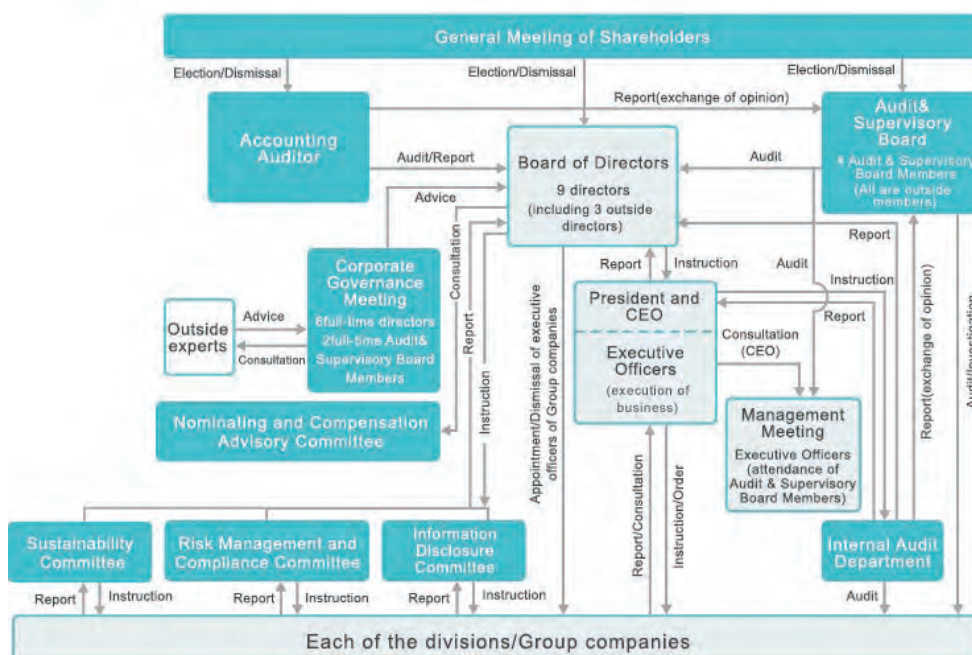 General Meeting of Shareholders
Election/Dismissal
Election/Dismissal
Election/Dismissal
Report(exchange of opinion)
Accounting
Auditor
Audit&
Supervisory
Board
4 Audit & Supervisory
Board Members
(All are outside
members)
Board of Directors
9 directors
(including 3 outside
directors)
Audit/Report
Audit
Advice
Consultation
Report
Instruction
Corporate
Governance
Meeting
6full-time directors
2full-time Audit&
Supervisory Board
Members
Outside
experts
Advice
Consultation
Report
Instruction
Audit
Report
Instruction
Report
President and
CEO
Executive
Officers
(execution of
business)
Consultation
(CEO)
Management
Meeting
Executive Officers
(attendance of
Audit & Supervisory
Board Members)
Nominating and Compensation
Advisory Committee
Appointment/Dismissal of executive
officers of Group companies
Report/Consultation
Instruction/Order
Report(exchange of opinion)
Audit/Investigation
Sustainability
Committee
Risk Management and
Compliance Committee
Information
Disclosure
Committee
Internal Audit
Department
Report
Instruction
Report
Instruction
Report
Instruction
Audit
Each of the divisions/Group companies